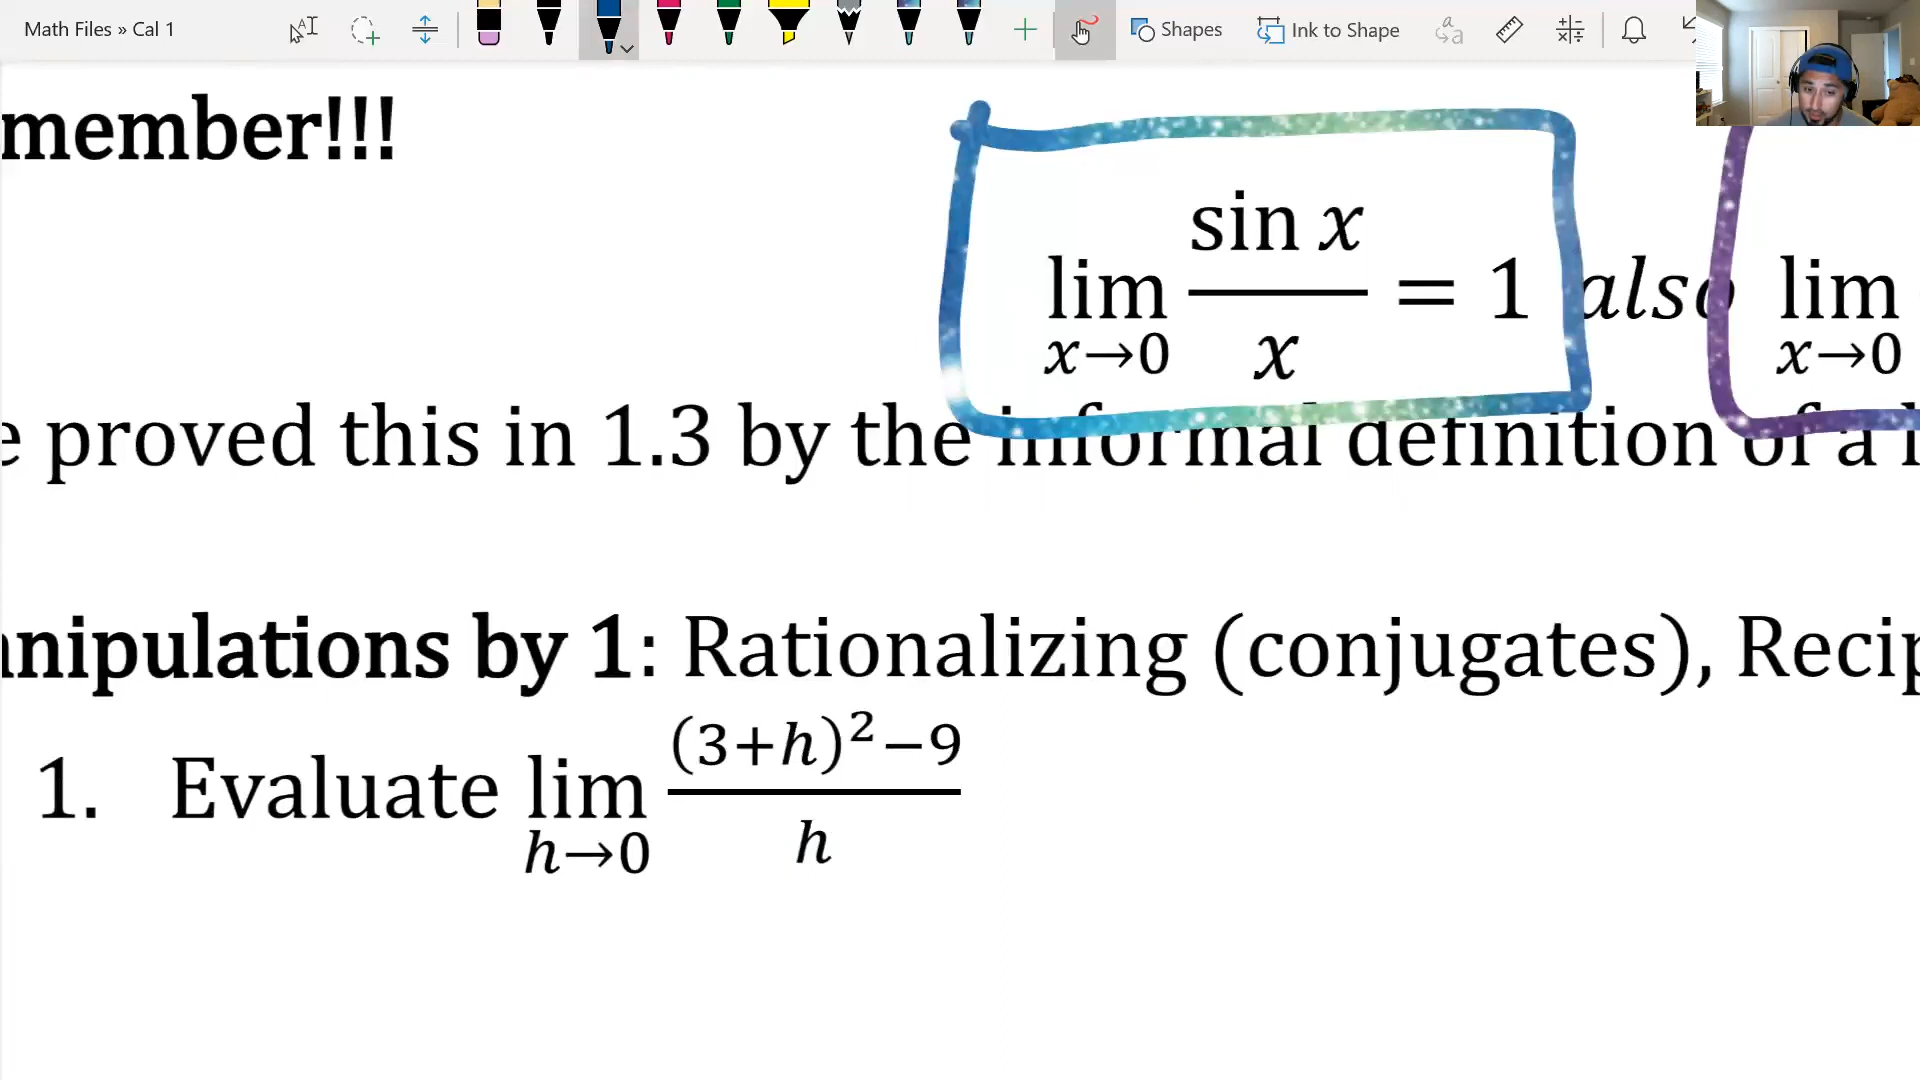 Math Files » Cal 1 Shapes Ink to Shape
member!!!
lim x→0 sin x / x = 1 also lim x→0
e proved this in 1.3 by the informal definition of a
nipulations by 1: Rationalizing (conjugates), Recip
1. Evaluate lim h→0 (3+h)²−9 / h